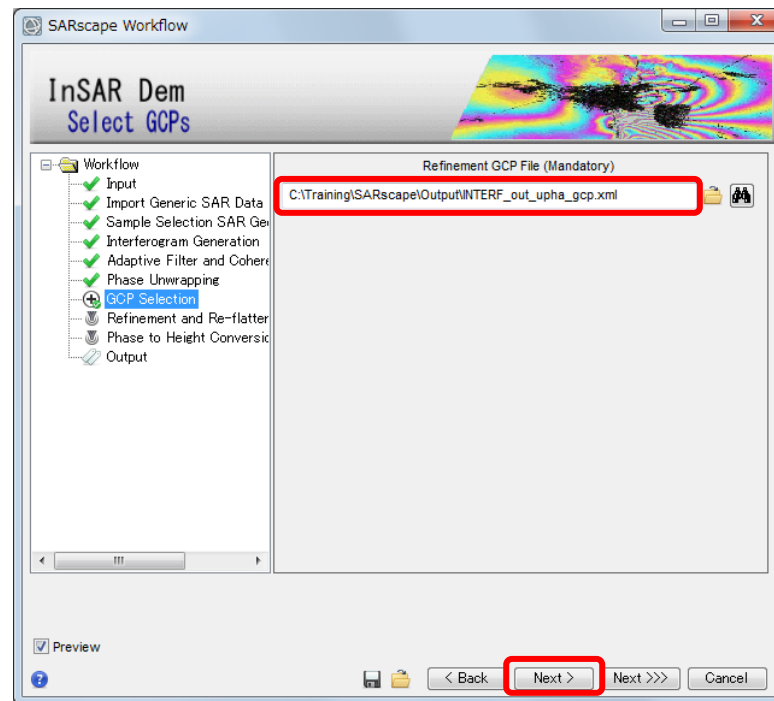 SARscape Workflow
InSAR Dem
Select GCPs
Workflow
Input
Import Generic SAR Data
Sample Selection SAR Geo
Interferogram Generation
Adaptive Filter and Cohere
Phase Unwrapping
GCP Selection
Refinement and Re-flatter
Phase to Height Conversio
Output
Refinement GCP File (Mandatory)
C:\Training\SARscape\Output\INTERF_out_upha_gcp.xml
Preview
< Back
Next >
Next >>>
Cancel